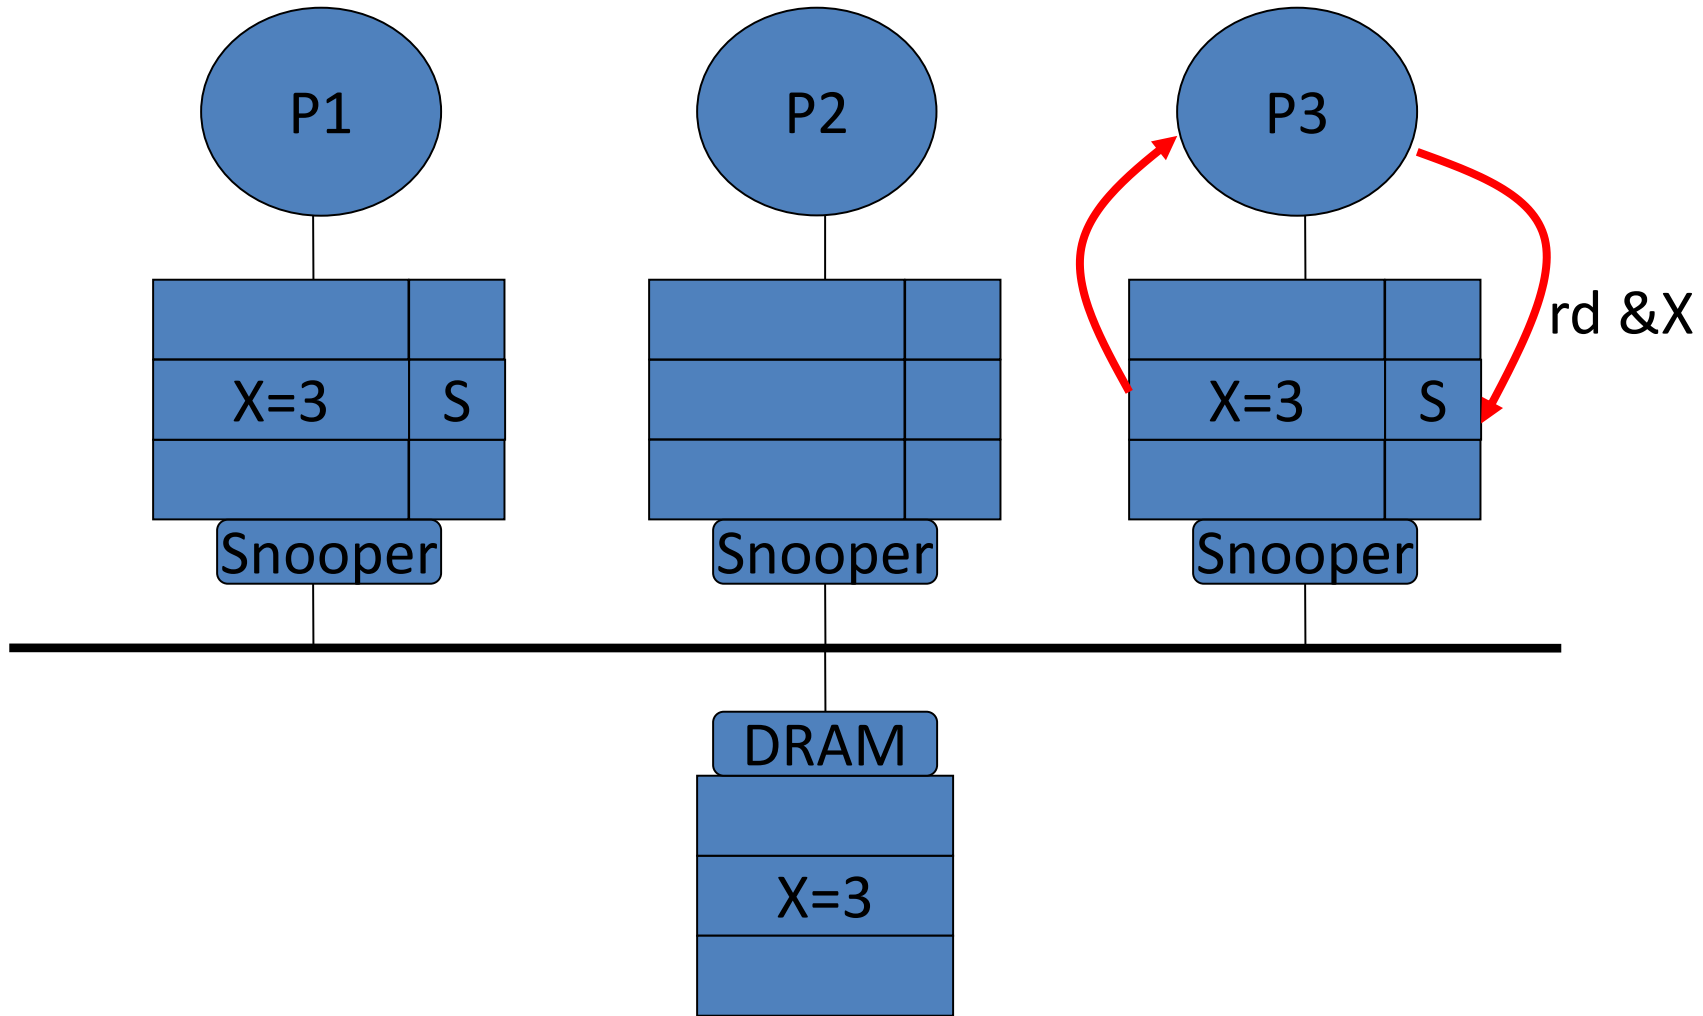 P1
P2
P3
rd &X
X=3
S
X=3
S
Snooper
Snooper
Snooper
DRAM
X=3